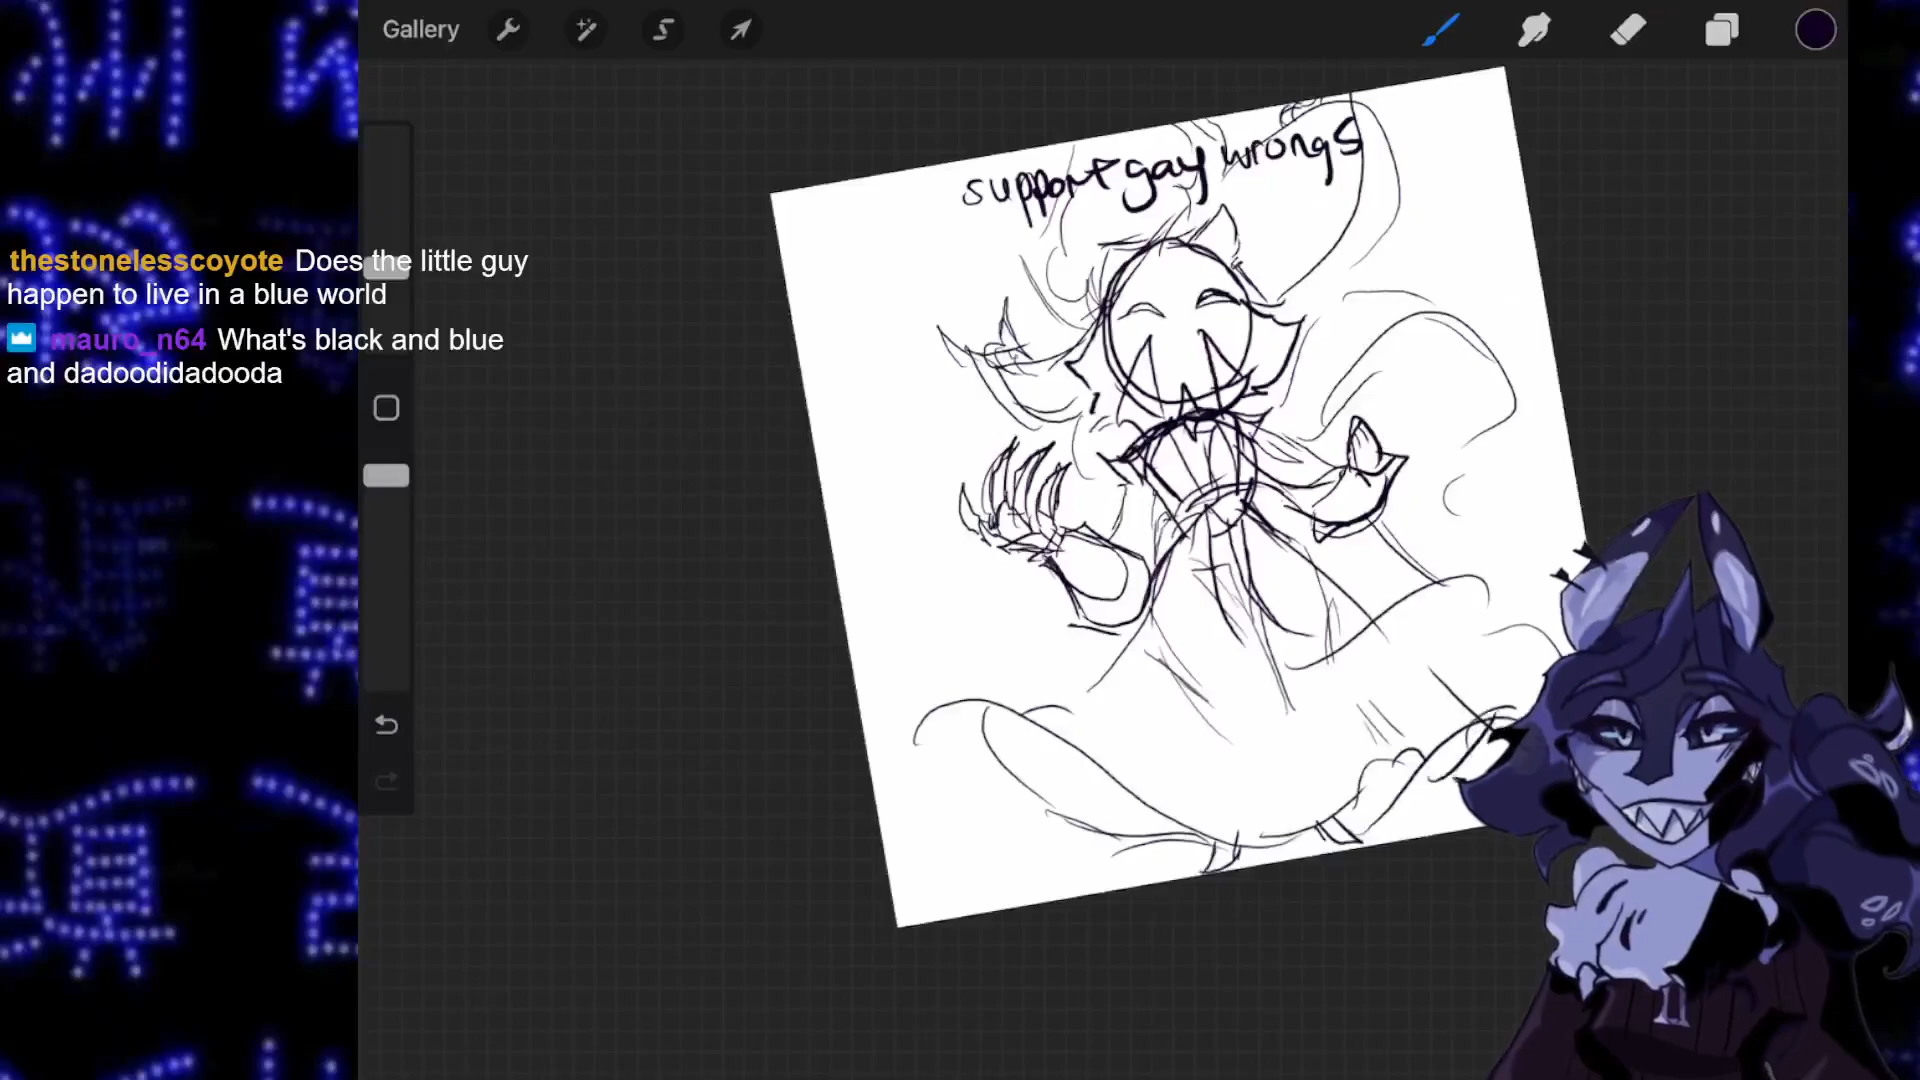 Gallery
support gay wrongs
thestonelesscoyote Does the little guy
happen to live in a blue world
mauro_n64 What's black and blue
and dadoodidadooda